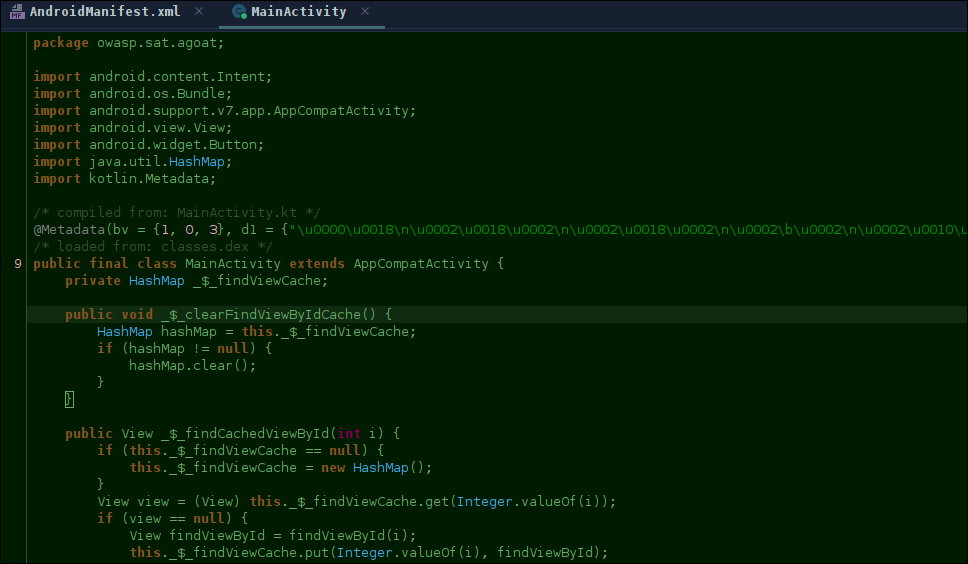 MF AndroidManifest.xml × C MainActivity ×
package owasp.sat.agoat;
import android.content.Intent;
import android.os.Bundle;
import android.support.v7.app.AppCompatActivity;
import android.view.View;
import android.widget.Button;
import java.util.HashMap;
import kotlin.Metadata;
/* compiled from: MainActivity.kt */
@Metadata(bv = {1, 0, 3}, d1 = {"\u0000\u0018\n\u0002\u0018\u0002\n\u0002\u0018\u0002\n\u0002\b\u0002\n\u0002\u0010\u
/* loaded from: classes.dex */
9 public final class MainActivity extends AppCompatActivity {
    private HashMap _$_findViewCache;
    public void _$_clearFindViewByIdCache() {
        HashMap hashMap = this._$_findViewCache;
        if (hashMap != null) {
            hashMap.clear();
        }
    }
    public View _$_findCachedViewById(int i) {
        if (this._$_findViewCache == null) {
            this._$_findViewCache = new HashMap();
        }
        View view = (View) this._$_findViewCache.get(Integer.valueOf(i));
        if (view == null) {
            View findViewById = findViewById(i);
            this._$_findViewCache.put(Integer.valueOf(i), findViewById);